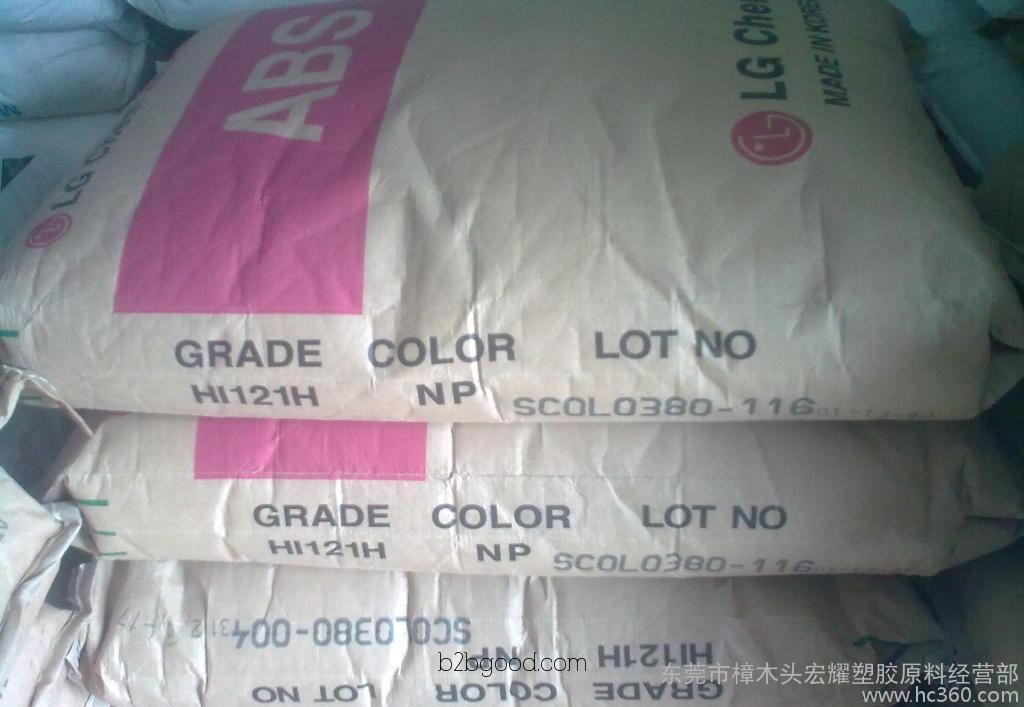 ABS
LG Chem
MADE IN KOREA
LG
GRADE COLOR LOT NO
HI121H NP SCOL0380-116
GRADE COLOR LOT NO
HI121H NP SCOL0380-116
GRADE COLOR LOT NO
HI121H NP SCOL0380-004
b2bgood.com
东莞市樟木头宏耀塑胶原料经营部
www.hc360.com